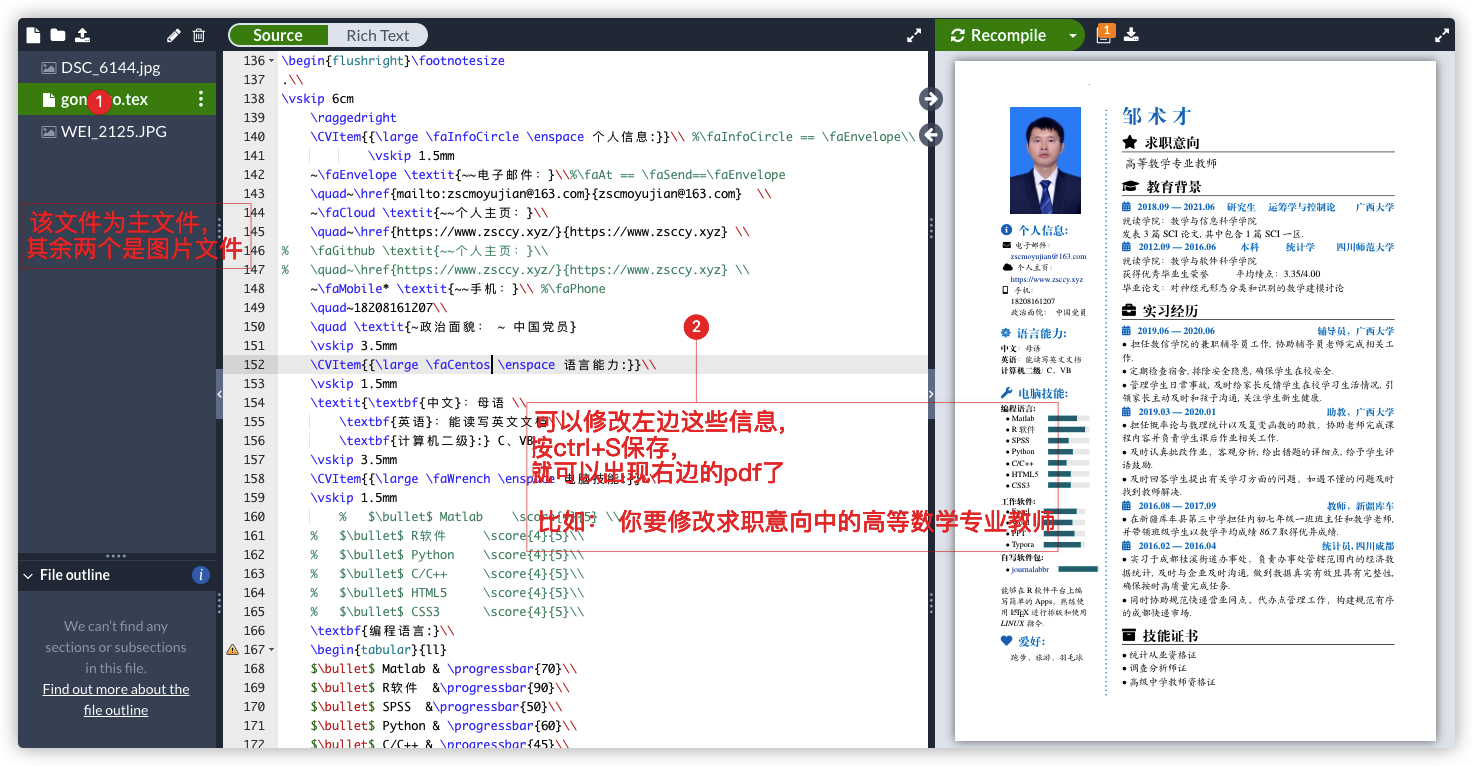 Source
Rich Text
Recompile
1
DSC_6144.jpg
gon
1
o.tex
WEI_2125.JPG
该文件为主文件，
其余两个是图片文件
File outline
i
We can't find any
sections or subsections
in this file.
Find out more about the
file outline
136 \begin{flushright}\footnotesize
137 .\\
138 \vskip 6cm
139 \raggedright
140 \CVItem{{\large \faInfoCircle \enspace 个人信息:}}\\ %\faInfoCircle == \faEnvelope\\
141 \vskip 1.5mm
142 ~\faEnvelope \textit{~~电子邮件：}\\%\faAt == \faSend==\faEnvelope
143 \quad~\href{mailto:zscmoyujian@163.com}{zscmoyujian@163.com} \\
144 ~\faCloud \textit{~~个人主页：}\\
145 \quad~\href{https://www.zsccy.xyz/}{https://www.zsccy.xyz} \\
146 % \faGithub \textit{~~个人主页：}\\
147 % \quad~\href{https://www.zsccy.xyz/}{https://www.zsccy.xyz} \\
148 ~\faMobile* \textit{~~手机：}\\ %\faPhone
149 \quad~18208161207\\
150 \quad \textit{~政治面貌： ~ 中国党员}
151 \vskip 3.5mm
152 \CVItem{{\large \faCentos \enspace 语言能力:}}\\
153 \vskip 1.5mm
154 \textit{\textbf{中文}：母语 \\
155 \textbf{英语}：能读写英文文档
156 \textbf{计算机二级}:} C、VB
157 \vskip 3.5mm
158 \CVItem{{\large \faWrench \enspace 电脑技能:}}\\
159 \vskip 1.5mm
160 % $\bullet$ Matlab \score{4}{5} \\
161 % $\bullet$ R软件 \score{4}{5}\\
162 % $\bullet$ Python \score{4}{5}\\
163 % $\bullet$ C/C++ \score{4}{5}\\
164 % $\bullet$ HTML5 \score{4}{5}\\
165 % $\bullet$ CSS3 \score{4}{5}\\
166 \textbf{编程语言:}\\
167 \begin{tabular}{ll}
168 $\bullet$ Matlab & \progressbar{70}\\
169 $\bullet$ R软件 &\progressbar{90}\\
170 $\bullet$ SPSS &\progressbar{50}\\
171 $\bullet$ Python & \progressbar{60}\\
172 $\bullet$ C/C++ & \progressbar{45}\\
2
可以修改左边这些信息，
按ctrl+S保存，
就可以出现右边的pdf了
比如： 你要修改求职意向中的高等数学专业教师
个人信息:
电子邮件:
zscmoyujian@163.com
个人主页:
https://www.zsccy.xyz
手机:
18208161207
政治面貌: 中国党员
语言能力:
中文：母语
英语：能读写英文文档
计算机二级: C、VB
电脑技能:
编程语言:
• Matlab
• R 软件
• SPSS
• Python
• C/C++
• HTML5
• CSS3
工作软件:
• Typora
自写软件包:
• journalabbr
能够在 R 软件平台上编
写简单的 Apps, 熟练使
用 LaTeX 进行排版和使用
LINUX 指令.
爱好:
跑步、旅游、羽毛球
邹术才
求职意向
高等数学专业教师
教育背景
2018.09 — 2021.06 研究生 运筹学与控制论 广西大学
就读学院：数学与信息科学学院
发表 3 篇 SCI 论文, 其中包含 1 篇 SCI 一区.
2012.09 — 2016.06 本科 统计学 四川师范大学
就读学院：数学与软件科学学院
获得优秀毕业生荣誉 平均绩点：3.35/4.00
毕业论文：对神经元形态分类和识别的数学建模讨论
实习经历
2019.06 — 2020.06 辅导员，广西大学
• 担任数信学院的兼职辅导员工作, 协助辅导员老师完成相关工
作.
• 定期检查宿舍, 排除安全隐患, 确保学生在校安全.
• 管理学生日常事故, 及时给家长反馈学生在校学习生活情况, 引
领家长主动及时和孩子沟通, 关注学生新生健康.
2019.03 — 2020.01 助教，广西大学
• 担任概率论与数理统计以及复变函数的助教，协助老师完成课
程内容并负责学生课后作业相关工作.
• 及时认真批改作业，客观分析, 给出错题的详细点, 给予学生评
语鼓励.
• 及时回答学生提出有关学习方面的问题，如遇不懂的问题及时
找到教师解决.
2016.08 — 2017.09 教师，新疆库车
• 在新疆库车县第三中学担任内初七年级一班班主任和数学老师,
并带领班级学生以数学平均成绩 86.7 取得优异成绩.
2016.02 — 2016.04 统计员, 四川成都
• 实习于成都桂溪街道办事处，负责办事处管辖范围内的经济数
据统计, 及时与企业及时沟通, 做到数据真实有效且具有完整性,
确保按时高质量完成任务.
• 同时协助规范快递营业网点、代办点管理工作，构建规范有序
的成都快递市场.
技能证书
• 统计从业资格证
• 调查分析师证
• 高级中学教师资格证